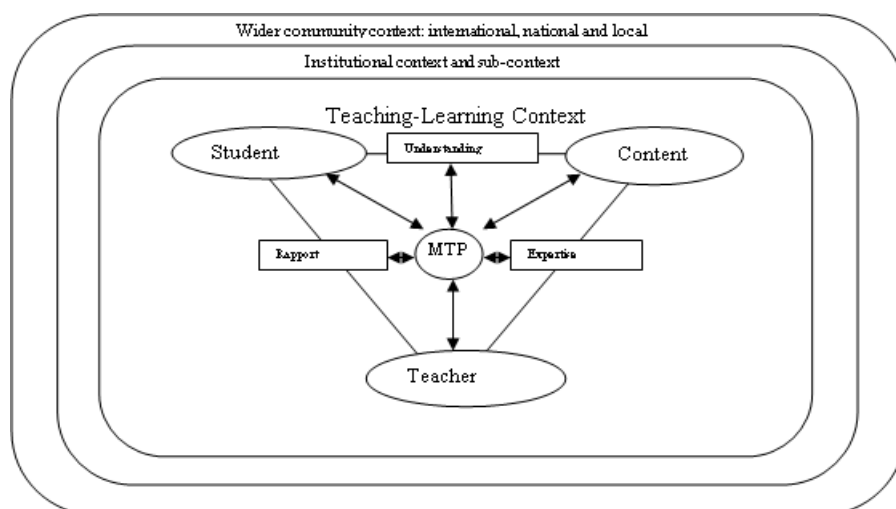 Wider community context: international, national and local
Institutional context and sub-context
Teaching-Learning Context
Student
Understanding
Content
Rapport
MTP
Expertise
Teacher